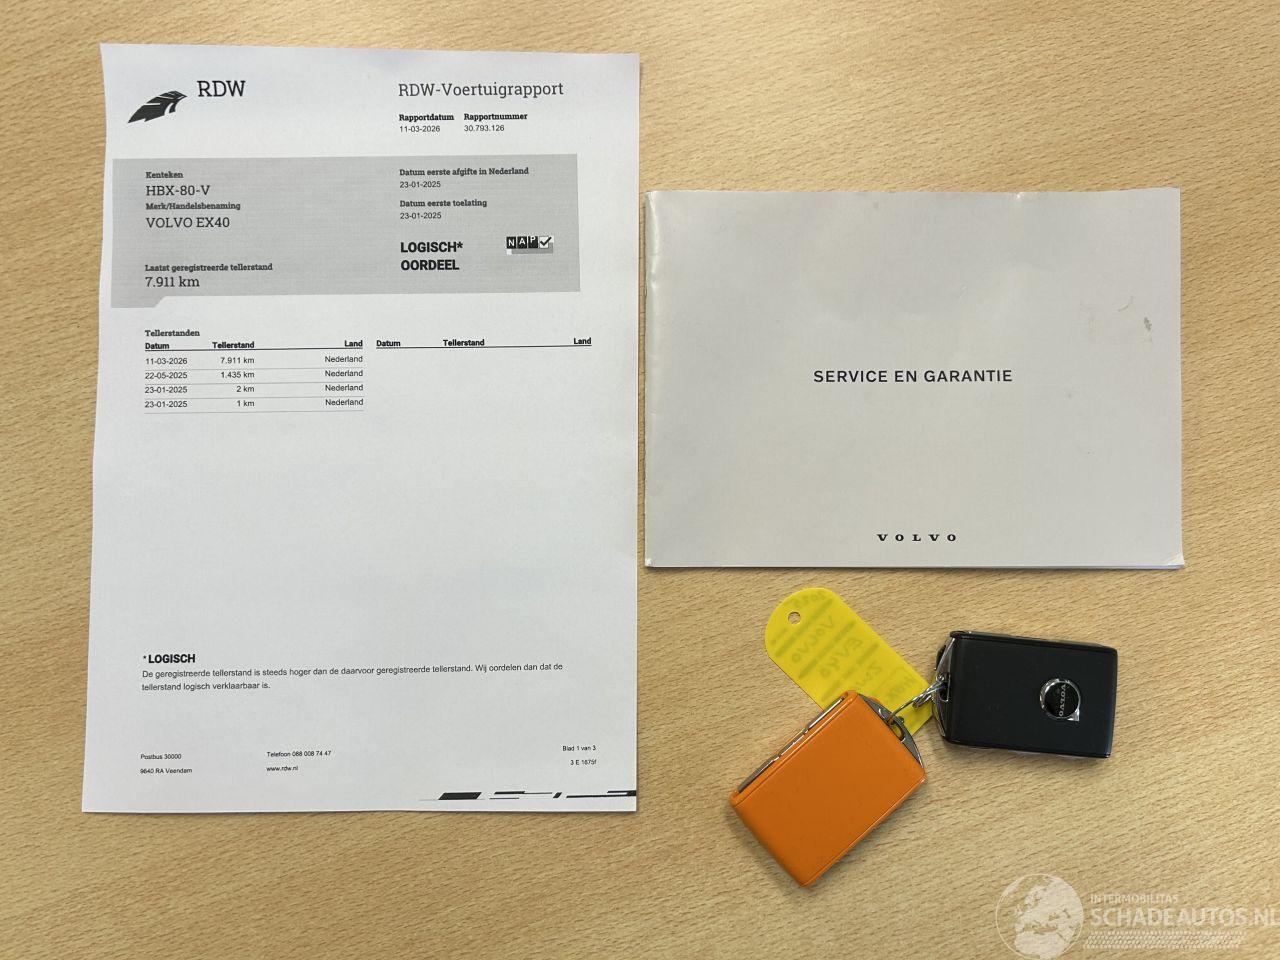 RDW
RDW-Voertuigrapport
Rapportdatum Rapportnummer
11-03-2026 30.793.126
Kenteken
HBX-80-V
Merk/Handelsbenaming
VOLVO EX40
Laatst geregistreerde tellerstand
7.911 km
Datum eerste afgifte in Nederland
23-01-2025
Datum eerste toelating
23-01-2025
LOGISCH*
OORDEEL
NAP
Tellerstanden
Datum Tellerstand Land Datum Tellerstand Land
11-03-2026 7.911 km Nederland
22-05-2025 1.435 km Nederland
23-01-2025 2 km Nederland
23-01-2025 1 km Nederland
*LOGISCH
De geregistreerde tellerstand is steeds hoger dan de daarvoor geregistreerde tellerstand. Wij oordelen dan dat de
tellerstand logisch verklaarbaar is.
Postbus 30000
9640 RA Veendam
Telefoon 088 008 74 47
www.rdw.nl
Blad 1 van 3
3 E 1675f
SERVICE EN GARANTIE
VOLVO
VOLVO
VOLVO
INTERMOBILITAS
SCHADEAUTOS.NL